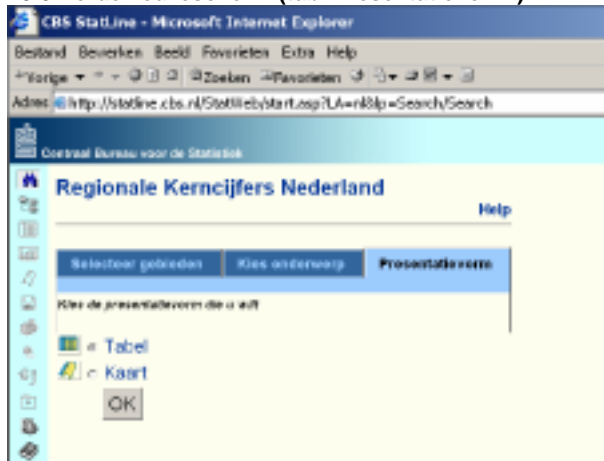 CBS StatLine - Microsoft Internet Explorer
Bestand Bewerken Beeld Favorieten Extra Help
Vorige Zoeken Favorieten
Adres http://statline.cbs.nl/StatWeb/start.asp?LA=nl&lp=Search/Search
Centraal Bureau voor de Statistiek
Regionale Kerncijfers Nederland
Help
Selecteer gebieden Kies onderwerp Presentatievorm
Kies de presentatievorm die u wilt
Tabel
Kaart
OK